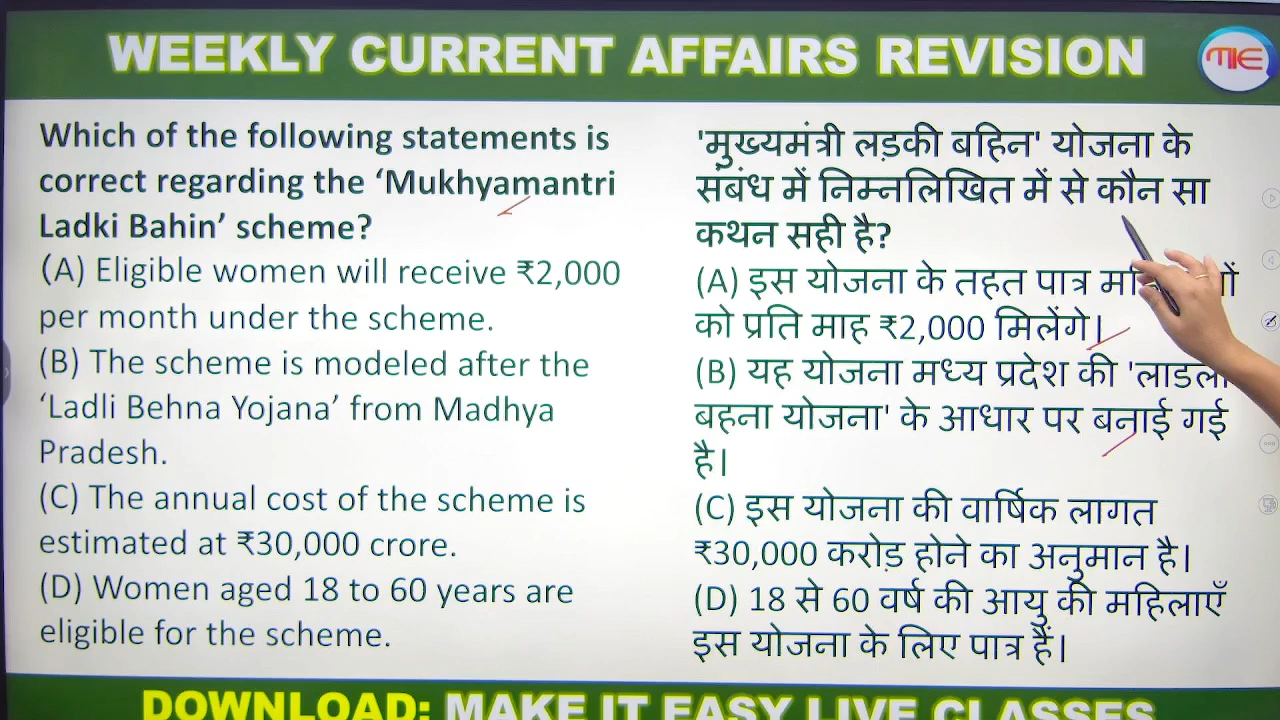 WEEKLY CURRENT AFFAIRS REVISION
MIE
Which of the following statements is
correct regarding the ‘Mukhyamantri
Ladki Bahin’ scheme?
(A) Eligible women will receive ₹2,000
per month under the scheme.
(B) The scheme is modeled after the
‘Ladli Behna Yojana’ from Madhya
Pradesh.
(C) The annual cost of the scheme is
estimated at ₹30,000 crore.
(D) Women aged 18 to 60 years are
eligible for the scheme.
'मुख्यमंत्री लड़की बहिन' योजना के
संबंध में निम्नलिखित में से कौन सा
कथन सही है?
(A) इस योजना के तहत पात्र
को प्रति माह ₹2,000 मिलेंगे।
(B) यह योजना मध्य प्रदेश की
बहना योजना' के आधार पर बनाई गई
है।
(C) इस योजना की वार्षिक लागत
₹30,000 करोड़ होने का अनुमान है।
(D) 18 से 60 वर्ष की आयु की महिलाएँ
इस योजना के लिए पात्र हैं।
DOWNLOAD: MAKE IT EASY LIVE CLASSES